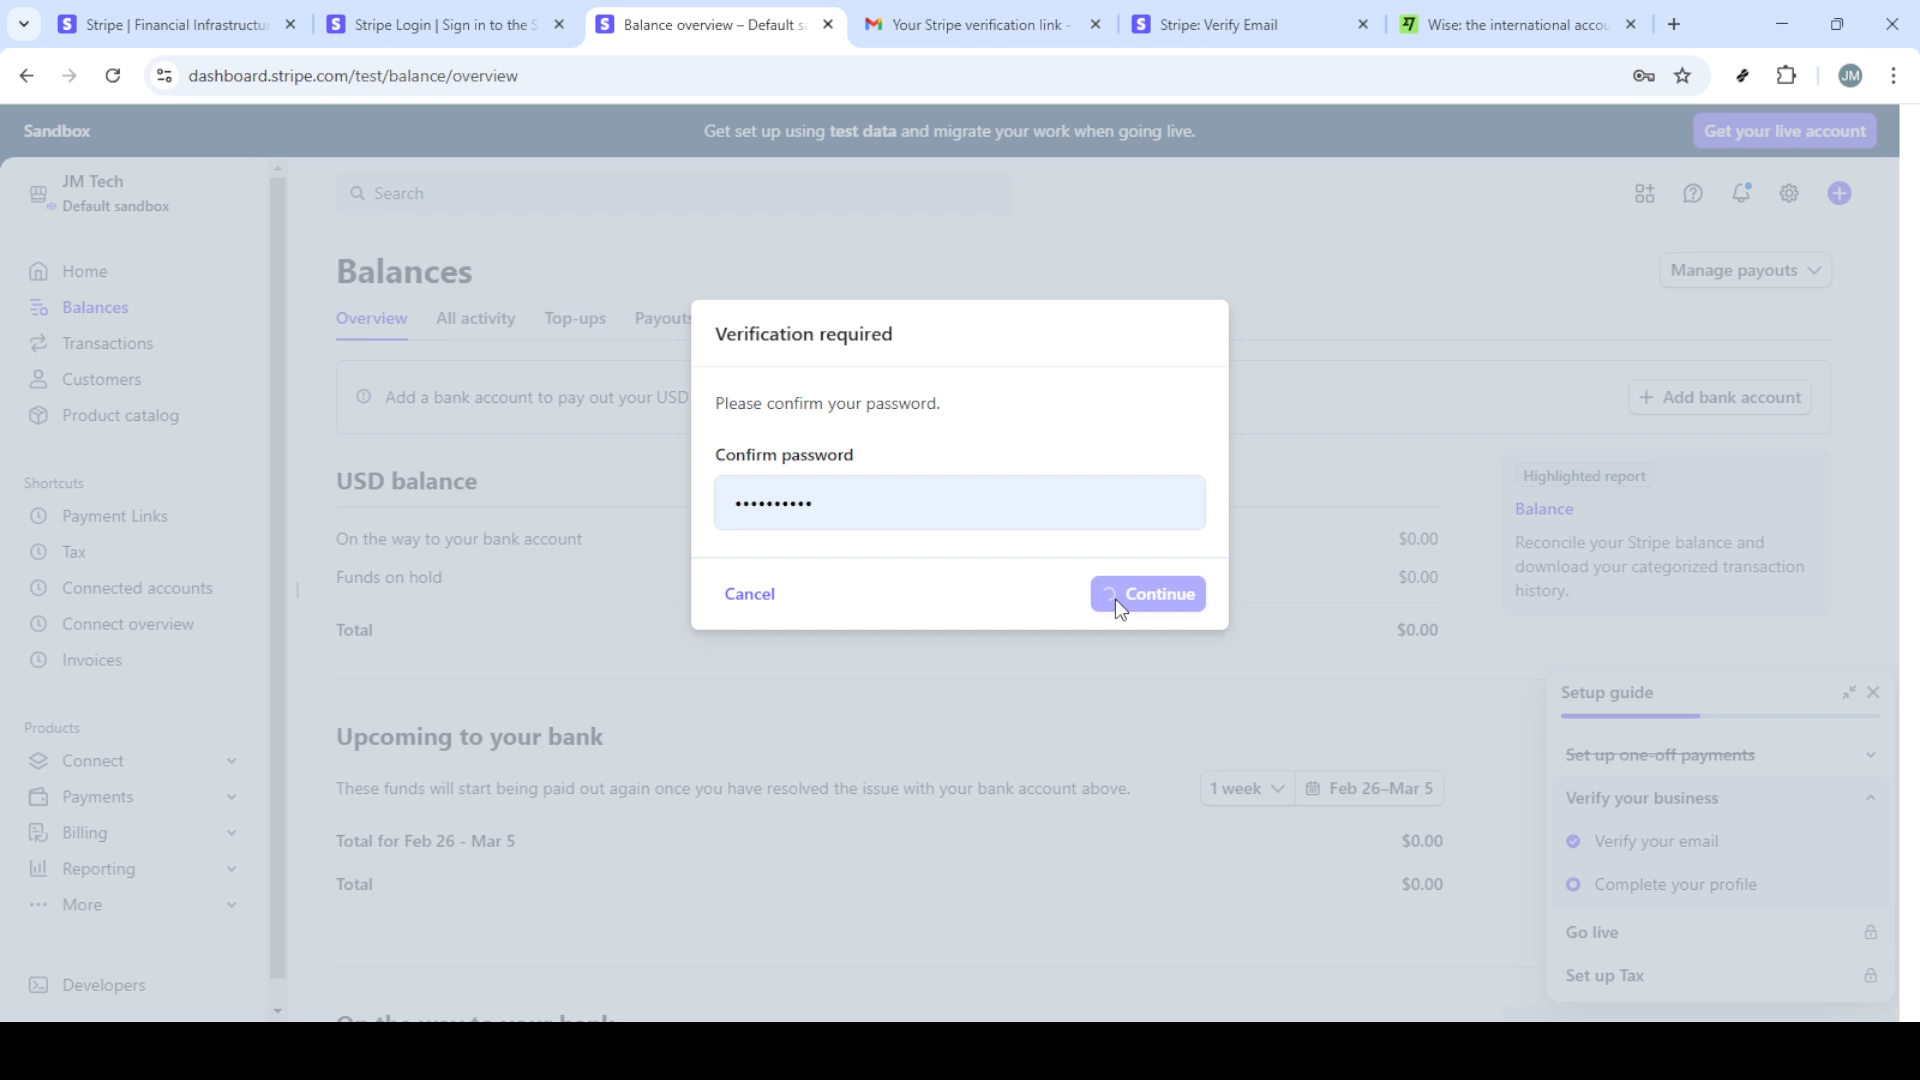 Stripe | Financial Infrastructur
Stripe Login | Sign in to the S
Balance overview – Default s
Your Stripe verification link -
Stripe: Verify Email
Wise: the international accou
dashboard.stripe.com/test/balance/overview
JM
Sandbox
Get set up using test data and migrate your work when going live.
Get your live account
JM Tech
Default sandbox
Search
Home
Balances
Transactions
Customers
Product catalog
Shortcuts
Payment Links
Tax
Connected accounts
Connect overview
Invoices
Products
Connect
Payments
Billing
Reporting
More
Developers
Balances
Manage payouts
Overview
All activity
Top-ups
Payouts
Add a bank account to pay out your USD
+ Add bank account
USD balance
On the way to your bank account
$0.00
Funds on hold
$0.00
Total
$0.00
Highlighted report
Balance
Reconcile your Stripe balance and
download your categorized transaction
history.
Verification required
Please confirm your password.
Confirm password
••••••••••
Cancel
Continue
Upcoming to your bank
These funds will start being paid out again once you have resolved the issue with your bank account above.
1 week
Feb 26–Mar 5
Total for Feb 26 - Mar 5
$0.00
Total
$0.00
Setup guide
Set up one-off payments
Verify your business
Verify your email
Complete your profile
Go live
Set up Tax